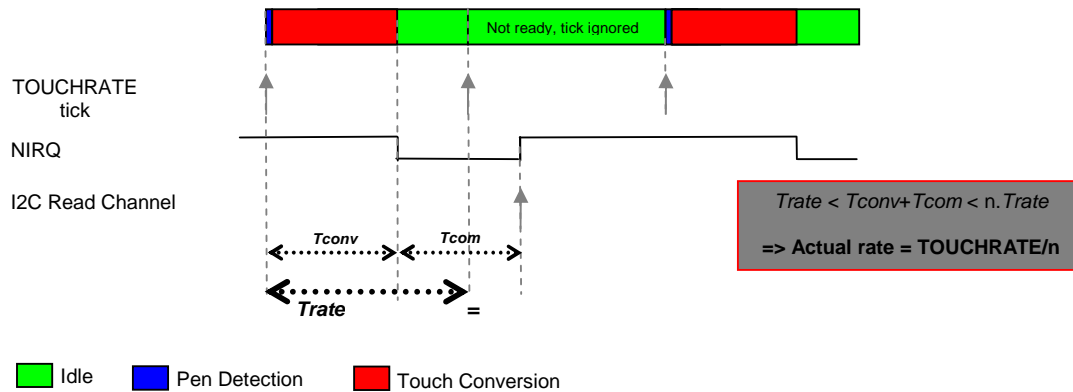 Not ready, tick ignored
TOUCHRATE
tick
NIRQ
I2C Read Channel
Trate < Tconv+Tcom < n.Trate
=> Actual rate = TOUCHRATE/n
Tconv
Tcom
Trate
=
Idle
Pen Detection
Touch Conversion